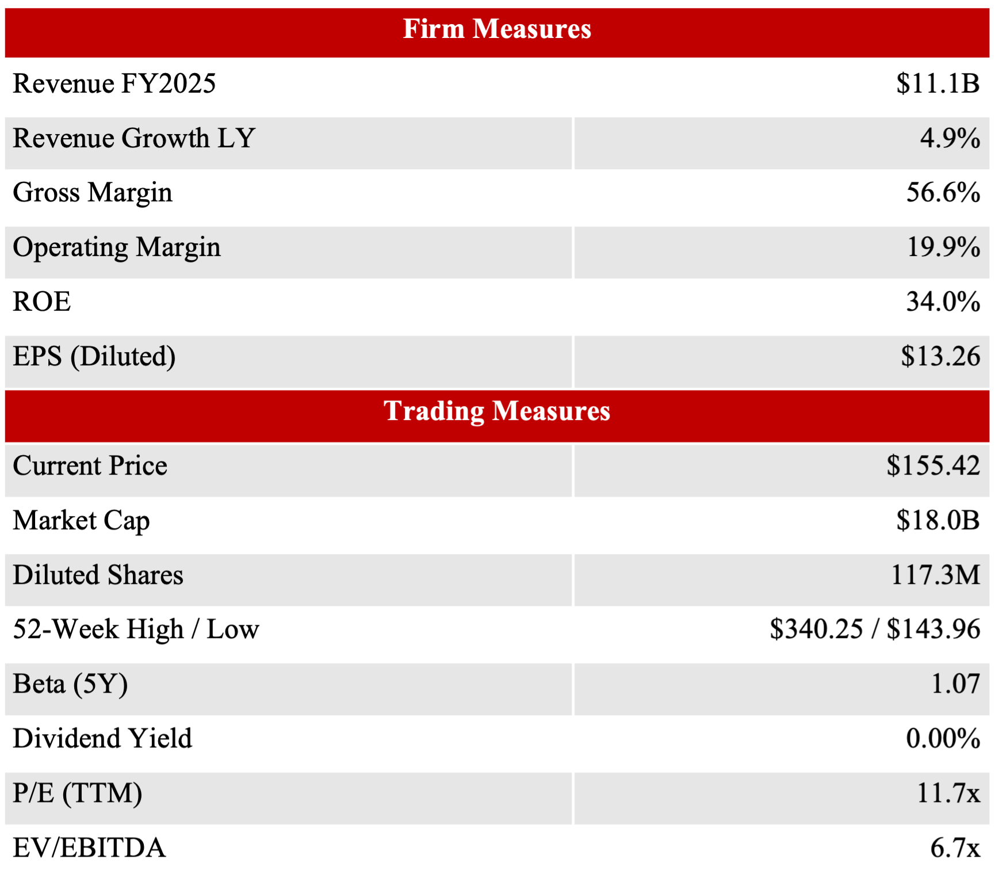 Firm Measures
Revenue FY2025 $11.1B
Revenue Growth LY 4.9%
Gross Margin 56.6%
Operating Margin 19.9%
ROE 34.0%
EPS (Diluted) $13.26
Trading Measures
Current Price $155.42
Market Cap $18.0B
Diluted Shares 117.3M
52-Week High / Low $340.25 / $143.96
Beta (5Y) 1.07
Dividend Yield 0.00%
P/E (TTM) 11.7x
EV/EBITDA 6.7x